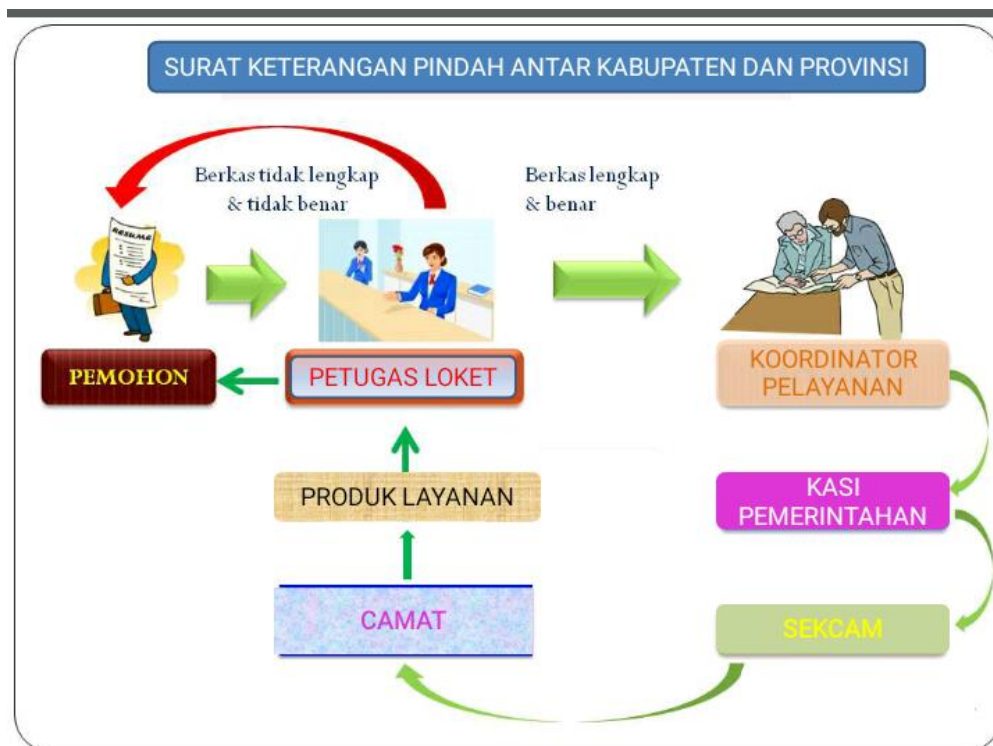 SURAT KETERANGAN PINDAH ANTAR KABUPATEN DAN PROVINSI
Berkas tidak lengkap
& tidak benar
Berkas lengkap
& benar
RESUME
PEMOHON
PETUGAS LOKET
KOORDINATOR
PELAYANAN
PRODUK LAYANAN
KASI
PEMERINTAHAN
CAMAT
SEKCAM